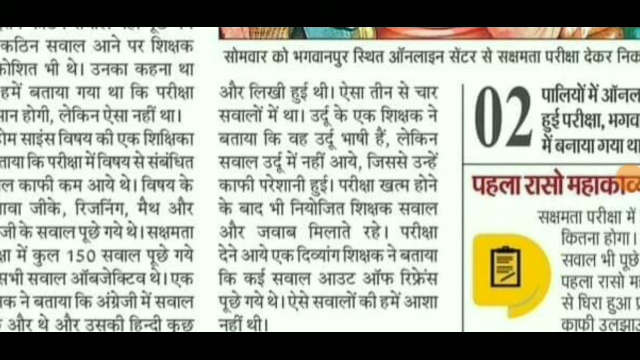 कठिन सवाल आने पर शिक्षक
क्रोशित भी थे। उनका कहना था
हमें बताया गया था कि परीक्षा
सान होगी, लेकिन ऐसा नहीं था।
होम साइंस विषय की एक शिक्षिका
ताया कि परीक्षा में विषय से संबंधित
ल काफी कम आये थे। विषय के
लावा जीके, रिजनिंग, मैथ और
जी के सवाल पूछे गये थे। सक्षमता
क्षा में कुल 150 सवाल पूछे गये
सभी सवाल ऑबजेक्टिव थे। एक
क ने बताया कि अंग्रेजी में सवाल
और थे और उसकी हिन्दी कुछ
और लिखी हुई थी। ऐसा तीन से चार
सवालों में था। उर्दू के एक शिक्षक ने
बताया कि वह उर्दू भाषी हैं, लेकिन
सवाल उर्दू में नहीं आये, जिससे उन्हें
काफी परेशानी हुई। परीक्षा खत्म होने
के बाद भी नियोजित शिक्षक सवाल
और जवाब मिलाते रहे। परीक्षा
देने आये एक दिव्यांग शिक्षक ने बताया
कि कई सवाल आउट ऑफ रिफ्रेंस
पूछे गये थे। ऐसे सवालों की हमें आशा
नहीं थी।
सोमवार को भगवानपुर स्थित ऑनलाइन सेंटर से सक्षमता परीक्षा देकर निक
02
पालियों में ऑनल
हुई परीक्षा, भगव
में बनाया गया था
पहला रासो महाकाव्य
सक्षमता परीक्षा में
कितना होगा।
सवाल भी पूछे
पहला रासो म
से घिरा हुआ प्र
काफी उलझाउ